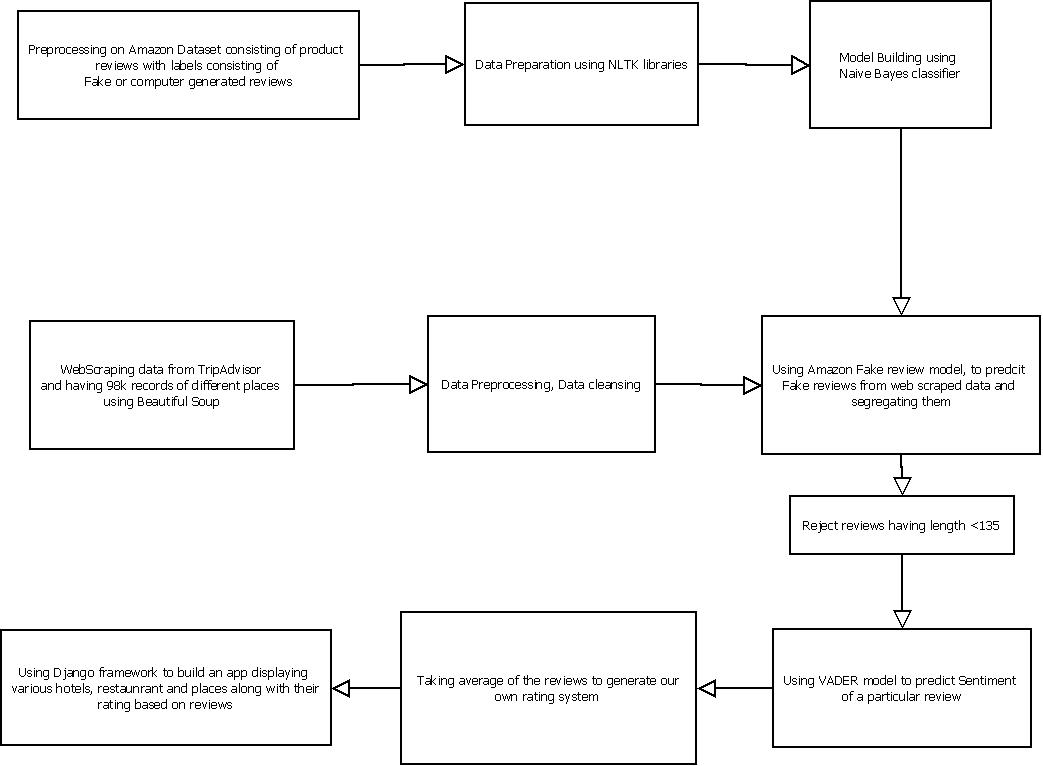 Preprocessing on Amazon Dataset consisting of product
reviews with labels consisting of
Fake or computer generated reviews
Data Preparation using NLTK libraries
Model Building using
Naive Bayes classifier
WebScraping data from TripAdvisor
and having 98k records of different places
using Beautiful Soup
Data Preprocessing, Data cleansing
Using Amazon Fake review model, to predcit
Fake reviews from web scraped data and
segregating them
Reject reviews having length <135
Using VADER model to predict Sentiment
of a particular review
Taking average of the reviews to generate our
own rating system
Using Django framework to build an app displaying
various hotels, restaunrant and places along with their
rating based on reviews